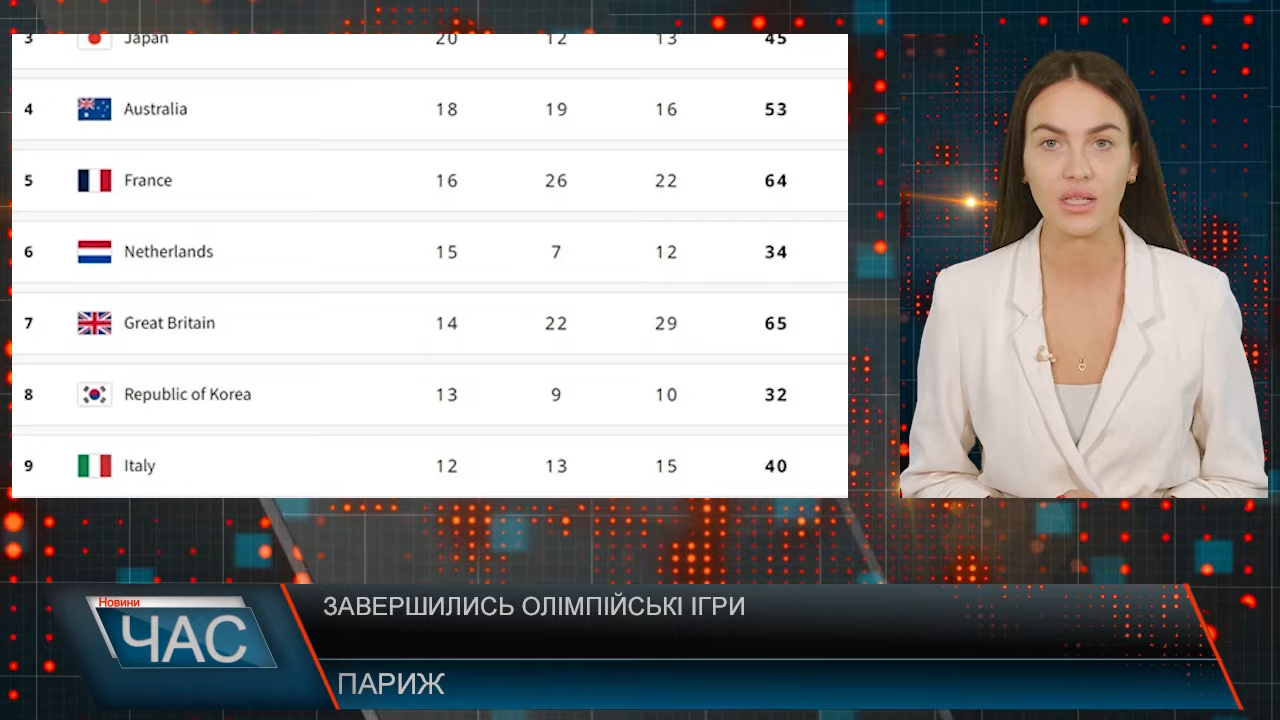 3 Japan 20 12 13 45
4 Australia 18 19 16 53
5 France 16 26 22 64
6 Netherlands 15 7 12 34
7 Great Britain 14 22 29 65
8 Republic of Korea 13 9 10 32
9 Italy 12 13 15 40
Новини
ЧАС
ЗАВЕРШИЛИСЬ ОЛІМПІЙСЬКІ ІГРИ
ПАРИЖ